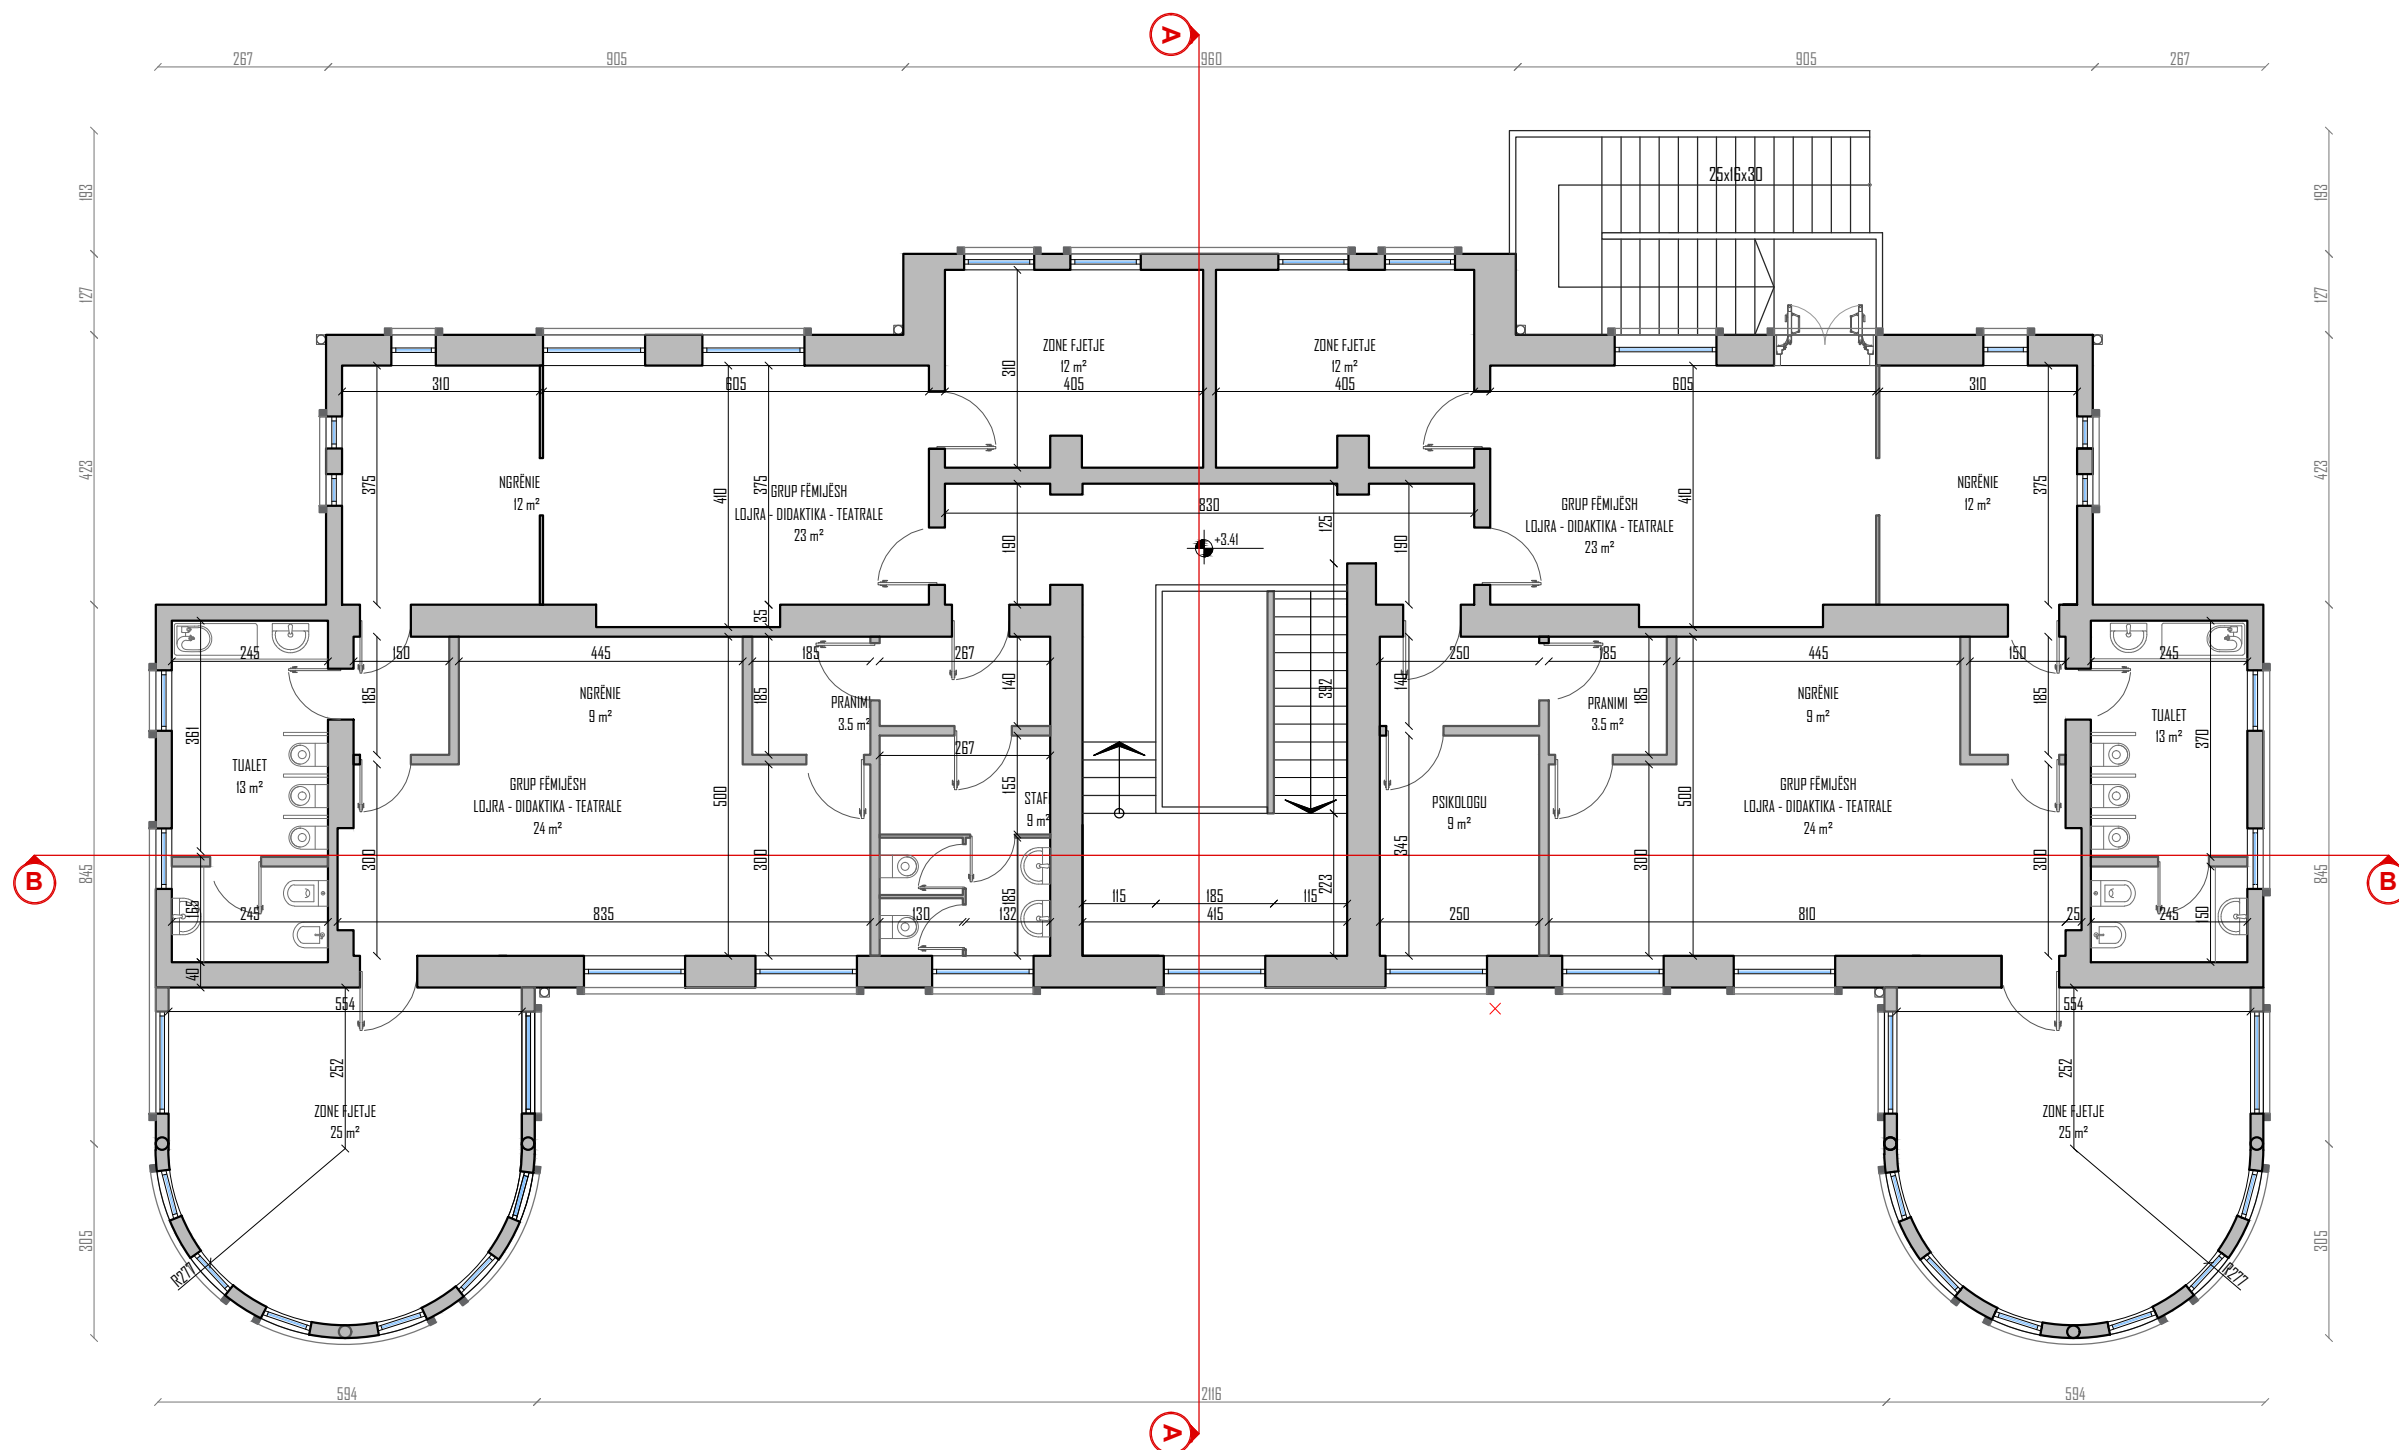 A
267
905
960
905
267
193
127
423
845
305
193
127
423
845
305
25x16x30
ZONE FJETJE
12 m²
ZONE FJETJE
12 m²
310
310
605
405
405
605
310
375
NGRËNIE
12 m²
410
375
GRUP FËMIJËSH
LOJRA - DIDAKTIKA - TEATRALE
23 m²
35
190
830
125
+3.41
190
GRUP FËMIJËSH
LOJRA - DIDAKTIKA - TEATRALE
23 m²
410
NGRËNIE
12 m²
375
245
150
445
185
267
250
185
445
150
245
361
185
NGRËNIE
9 m²
185
PRANIMI
3.5 m²
140
392
140
PRANIMI
3.5 m²
185
NGRËNIE
9 m²
185
TUALET
13 m²
370
TUALET
13 m²
GRUP FËMIJËSH
LOJRA - DIDAKTIKA - TEATRALE
24 m²
500
267
155
STAF
9 m²
PSIKOLOGU
9 m²
500
GRUP FËMIJËSH
LOJRA - DIDAKTIKA - TEATRALE
24 m²
B
B
300
300
345
300
300
165
245
835
130
132
185
115
185
115
223
415
250
810
25
245
150
40
554
554
252
252
ZONE FJETJE
25 m²
ZONE FJETJE
25 m²
R277
R277
594
2116
594
A